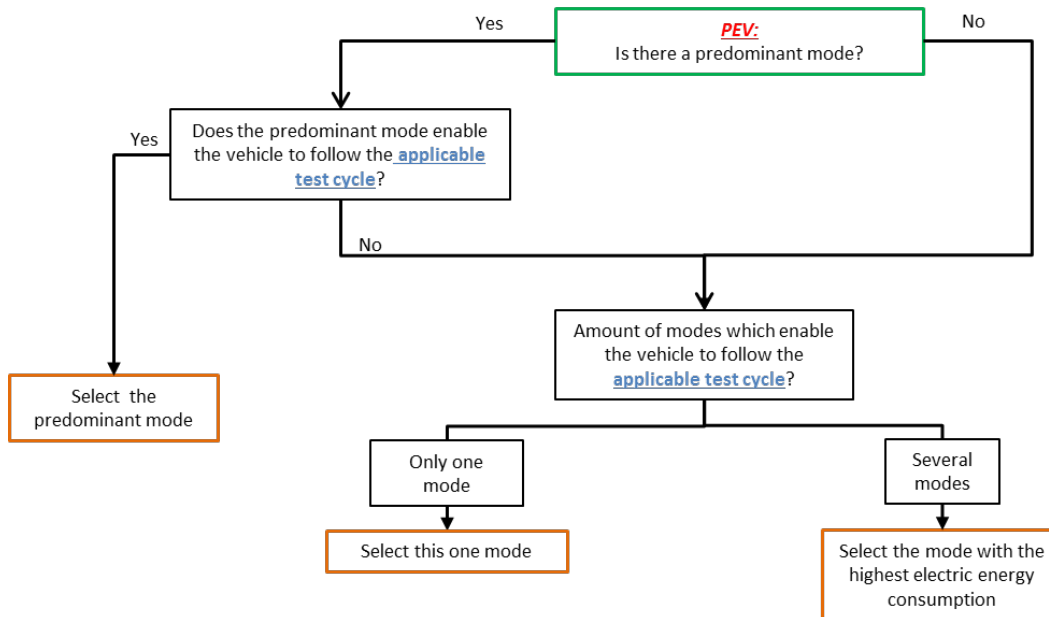 Yes
PEV:
Is there a predominant mode?
No
Yes
Does the predominant mode enable
the vehicle to follow the applicable
test cycle?
No
Amount of modes which enable
the vehicle to follow the
applicable test cycle?
Select the
predominant mode
Only one
mode
Several
modes
Select this one mode
Select the mode with the
highest electric energy
consumption